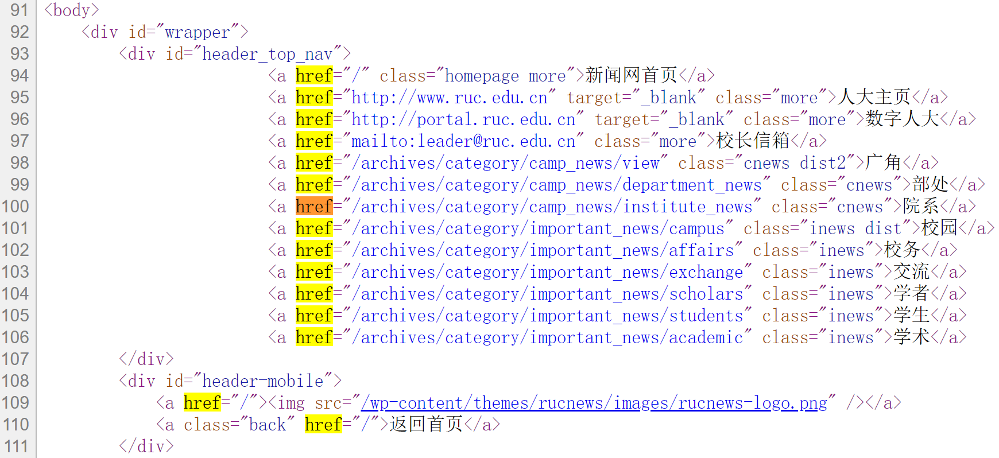 91 <body>
92 <div id="wrapper">
93 <div id="header_top_nav">
94 <a href="/" class="homepage more">新闻网首页</a>
95 <a href="http://www.ruc.edu.cn" target="_blank" class="more">人大主页</a>
96 <a href="http://portal.ruc.edu.cn" target="_blank" class="more">数字人大</a>
97 <a href="mailto:leader@ruc.edu.cn" class="more">校长信箱</a>
98 <a href="/archives/category/camp_news/view" class="cnews dist2">广角</a>
99 <a href="/archives/category/camp_news/department_news" class="cnews">部处</a>
100 <a href="/archives/category/camp_news/institute_news" class="cnews">院系</a>
101 <a href="/archives/category/important_news/campus" class="inews dist">校园</a>
102 <a href="/archives/category/important_news/affairs" class="inews">校务</a>
103 <a href="/archives/category/important_news/exchange" class="inews">交流</a>
104 <a href="/archives/category/important_news/scholars" class="inews">学者</a>
105 <a href="/archives/category/important_news/students" class="inews">学生</a>
106 <a href="/archives/category/important_news/academic" class="inews">学术</a>
107 </div>
108 <div id="header-mobile">
109 <a href="/"><img src="/wp-content/themes/rucnews/images/rucnews-logo.png" /></a>
110 <a class="back" href="/">返回首页</a>
111 </div>